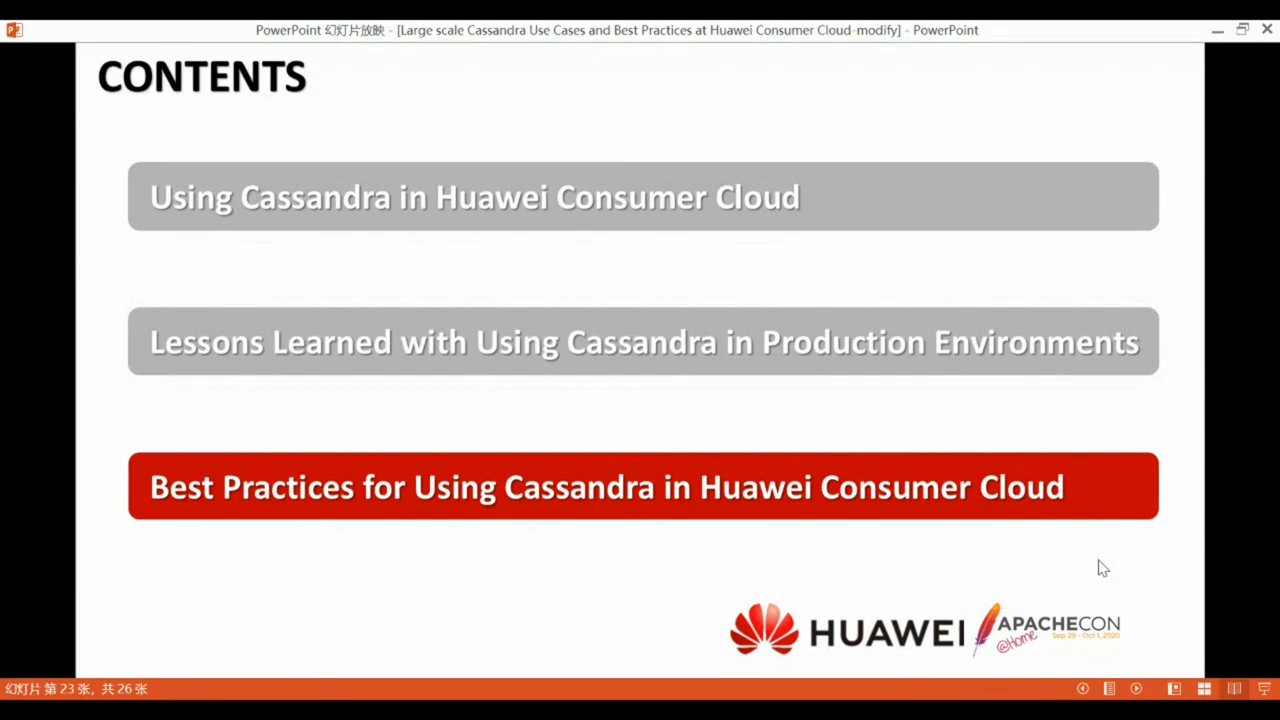 PowerPoint 幻灯片放映 - [Large scale Cassandra Use Cases and Best Practices at Huawei Consumer Cloud-modify] - PowerPoint
CONTENTS
Using Cassandra in Huawei Consumer Cloud
Lessons Learned with Using Cassandra in Production Environments
Best Practices for Using Cassandra in Huawei Consumer Cloud
HUAWEI
APACHECON
Sep 29 - Oct 1, 2020
@Home
幻灯片 第 23 张，共 26 张